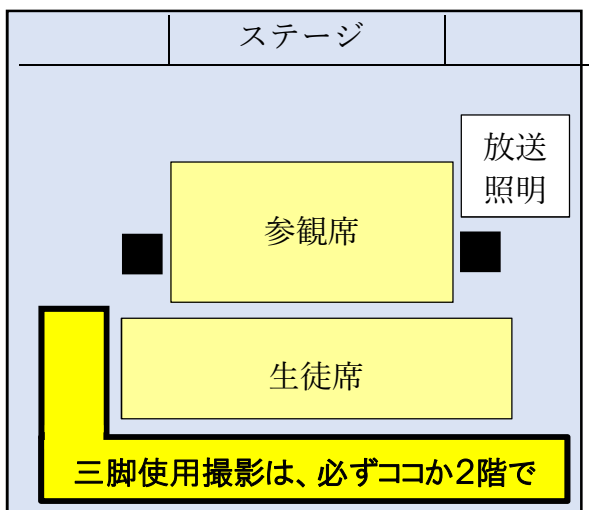 ステージ
放送
照明
参観席
生徒席
三脚使用撮影は、必ずココか2階で